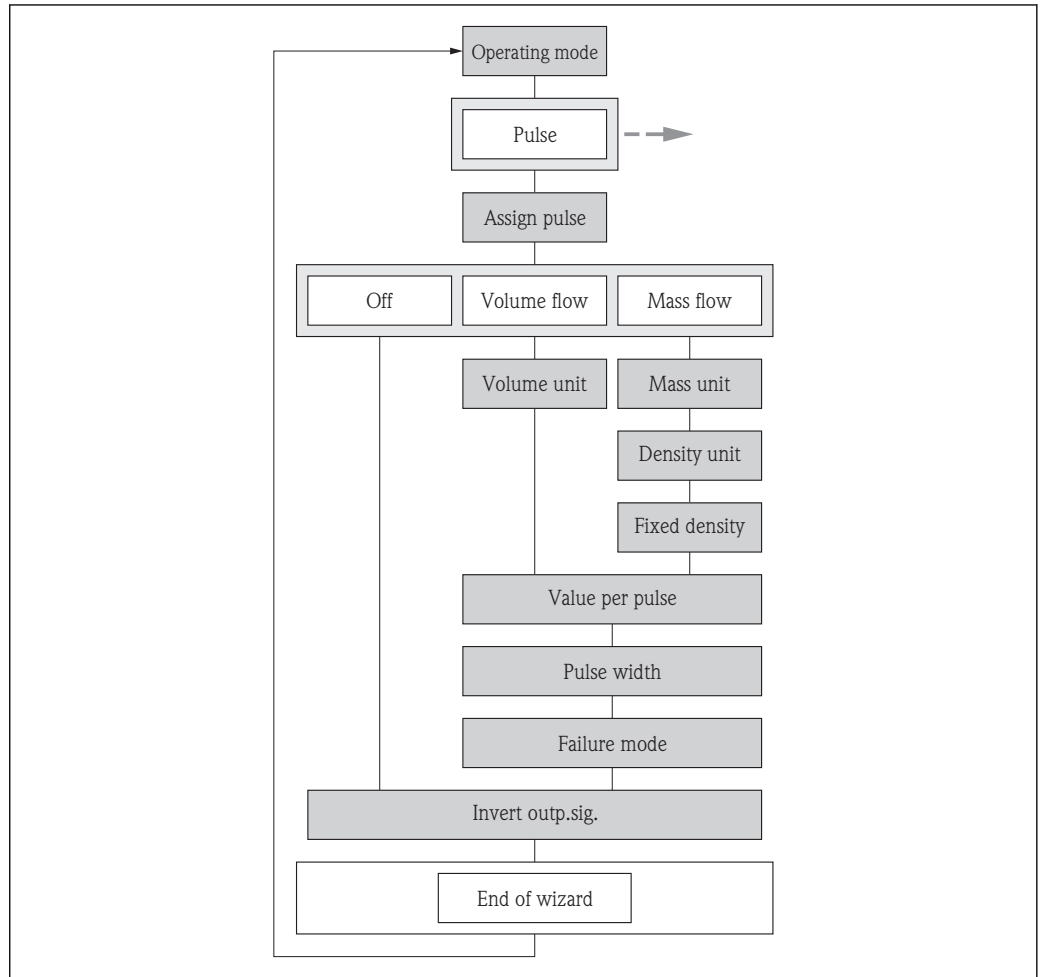 Operating mode
Pulse
Assign pulse
Off
Volume flow
Mass flow
Volume unit
Mass unit
Density unit
Fixed density
Value per pulse
Pulse width
Failure mode
Invert outp.sig.
End of wizard